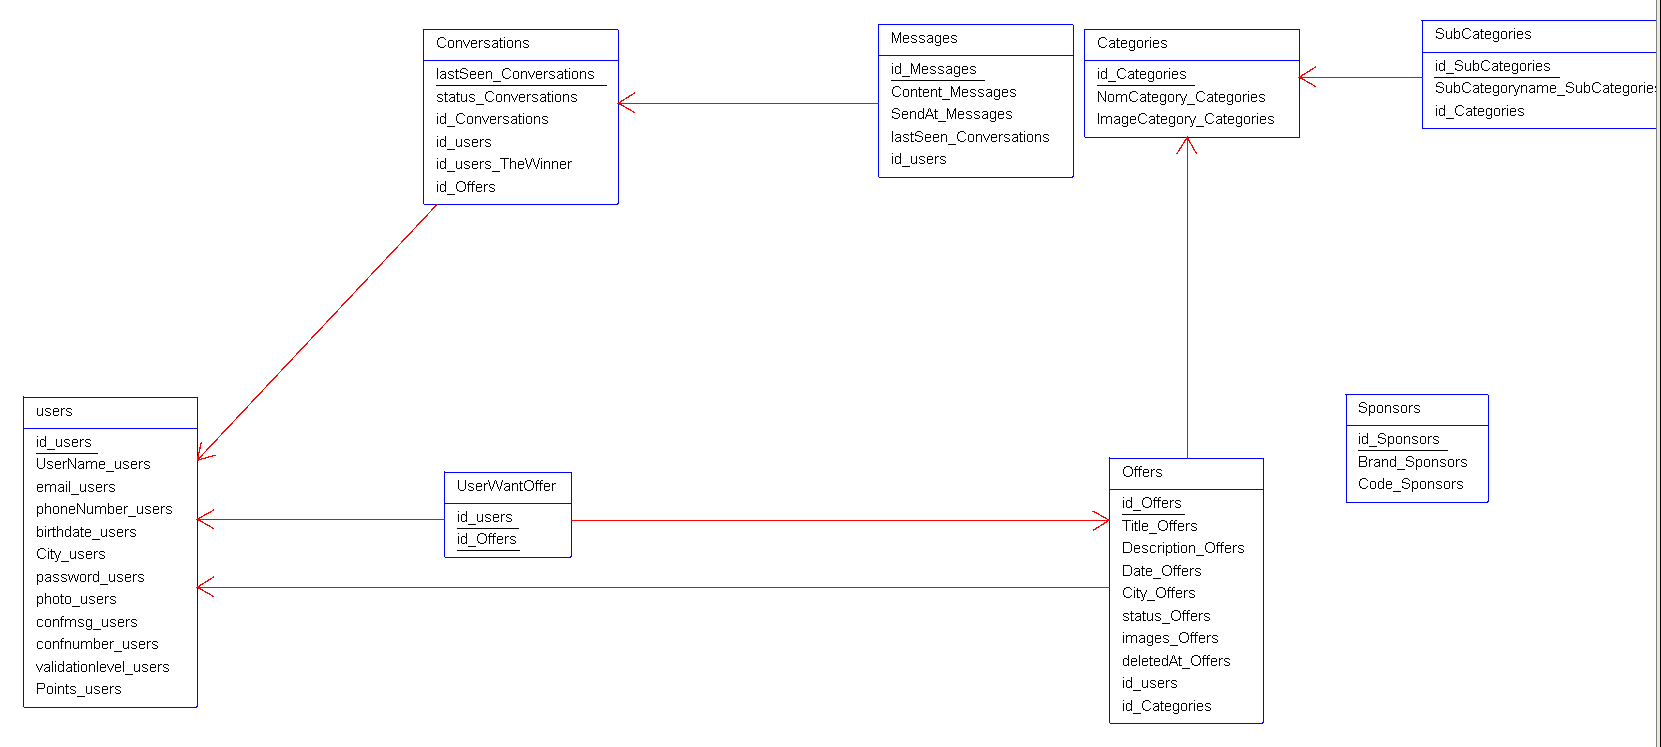 Conversations
lastSeen_Conversations
status_Conversations
id_Conversations
id_users
id_users_TheWinner
id_Offers
Messages
id_Messages
Content_Messages
SendAt_Messages
lastSeen_Conversations
id_users
Categories
id_Categories
NomCategory_Categories
ImageCategory_Categories
SubCategories
id_SubCategories
SubCategoryname_SubCategories
id_Categories
users
id_users
UserName_users
email_users
phoneNumber_users
birthdate_users
City_users
password_users
photo_users
confmsg_users
confnumber_users
validationlevel_users
Points_users
UserWantOffer
id_users
id_Offers
Offers
id_Offers
Title_Offers
Description_Offers
Date_Offers
City_Offers
status_Offers
images_Offers
deletedAt_Offers
id_users
id_Categories
Sponsors
id_Sponsors
Brand_Sponsors
Code_Sponsors